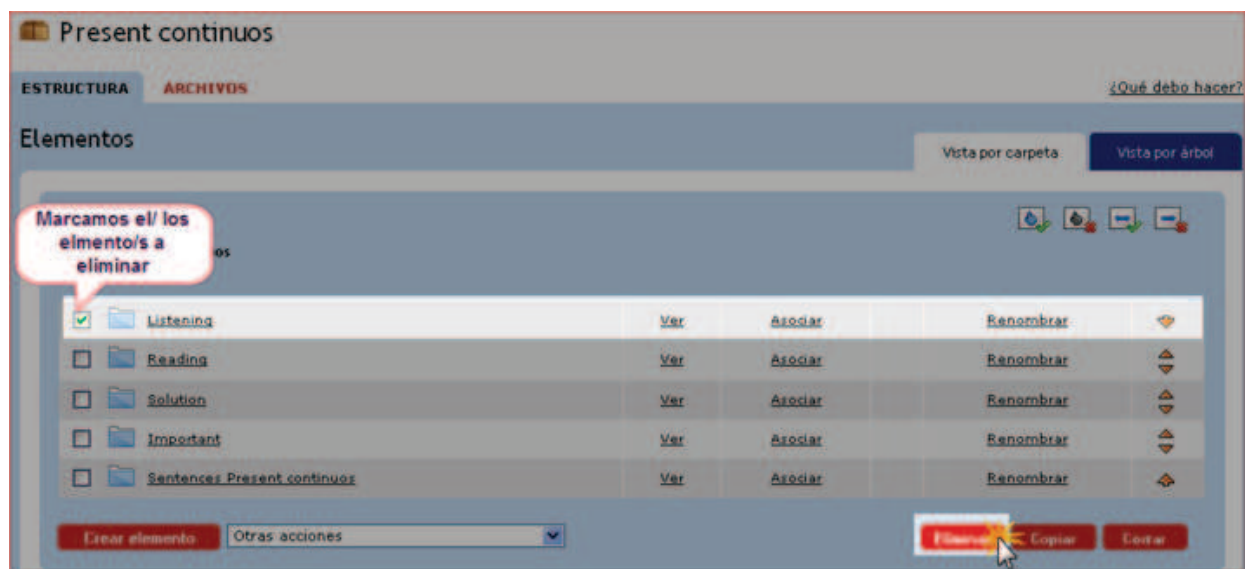 Present continuos
ESTRUCTURA ARCHIVOS ¿Qué debo hacer?
Elementos
Vista por carpeta Vista por árbol
Marcamos el/ los
elmento/s a
eliminar
os
Listening Ver Asociar Renombrar
Reading Ver Asociar Renombrar
Solution Ver Asociar Renombrar
Important Ver Asociar Renombrar
Sentences Present continuos Ver Asociar Renombrar
Crear elemento Otras acciones Copiar Cortar